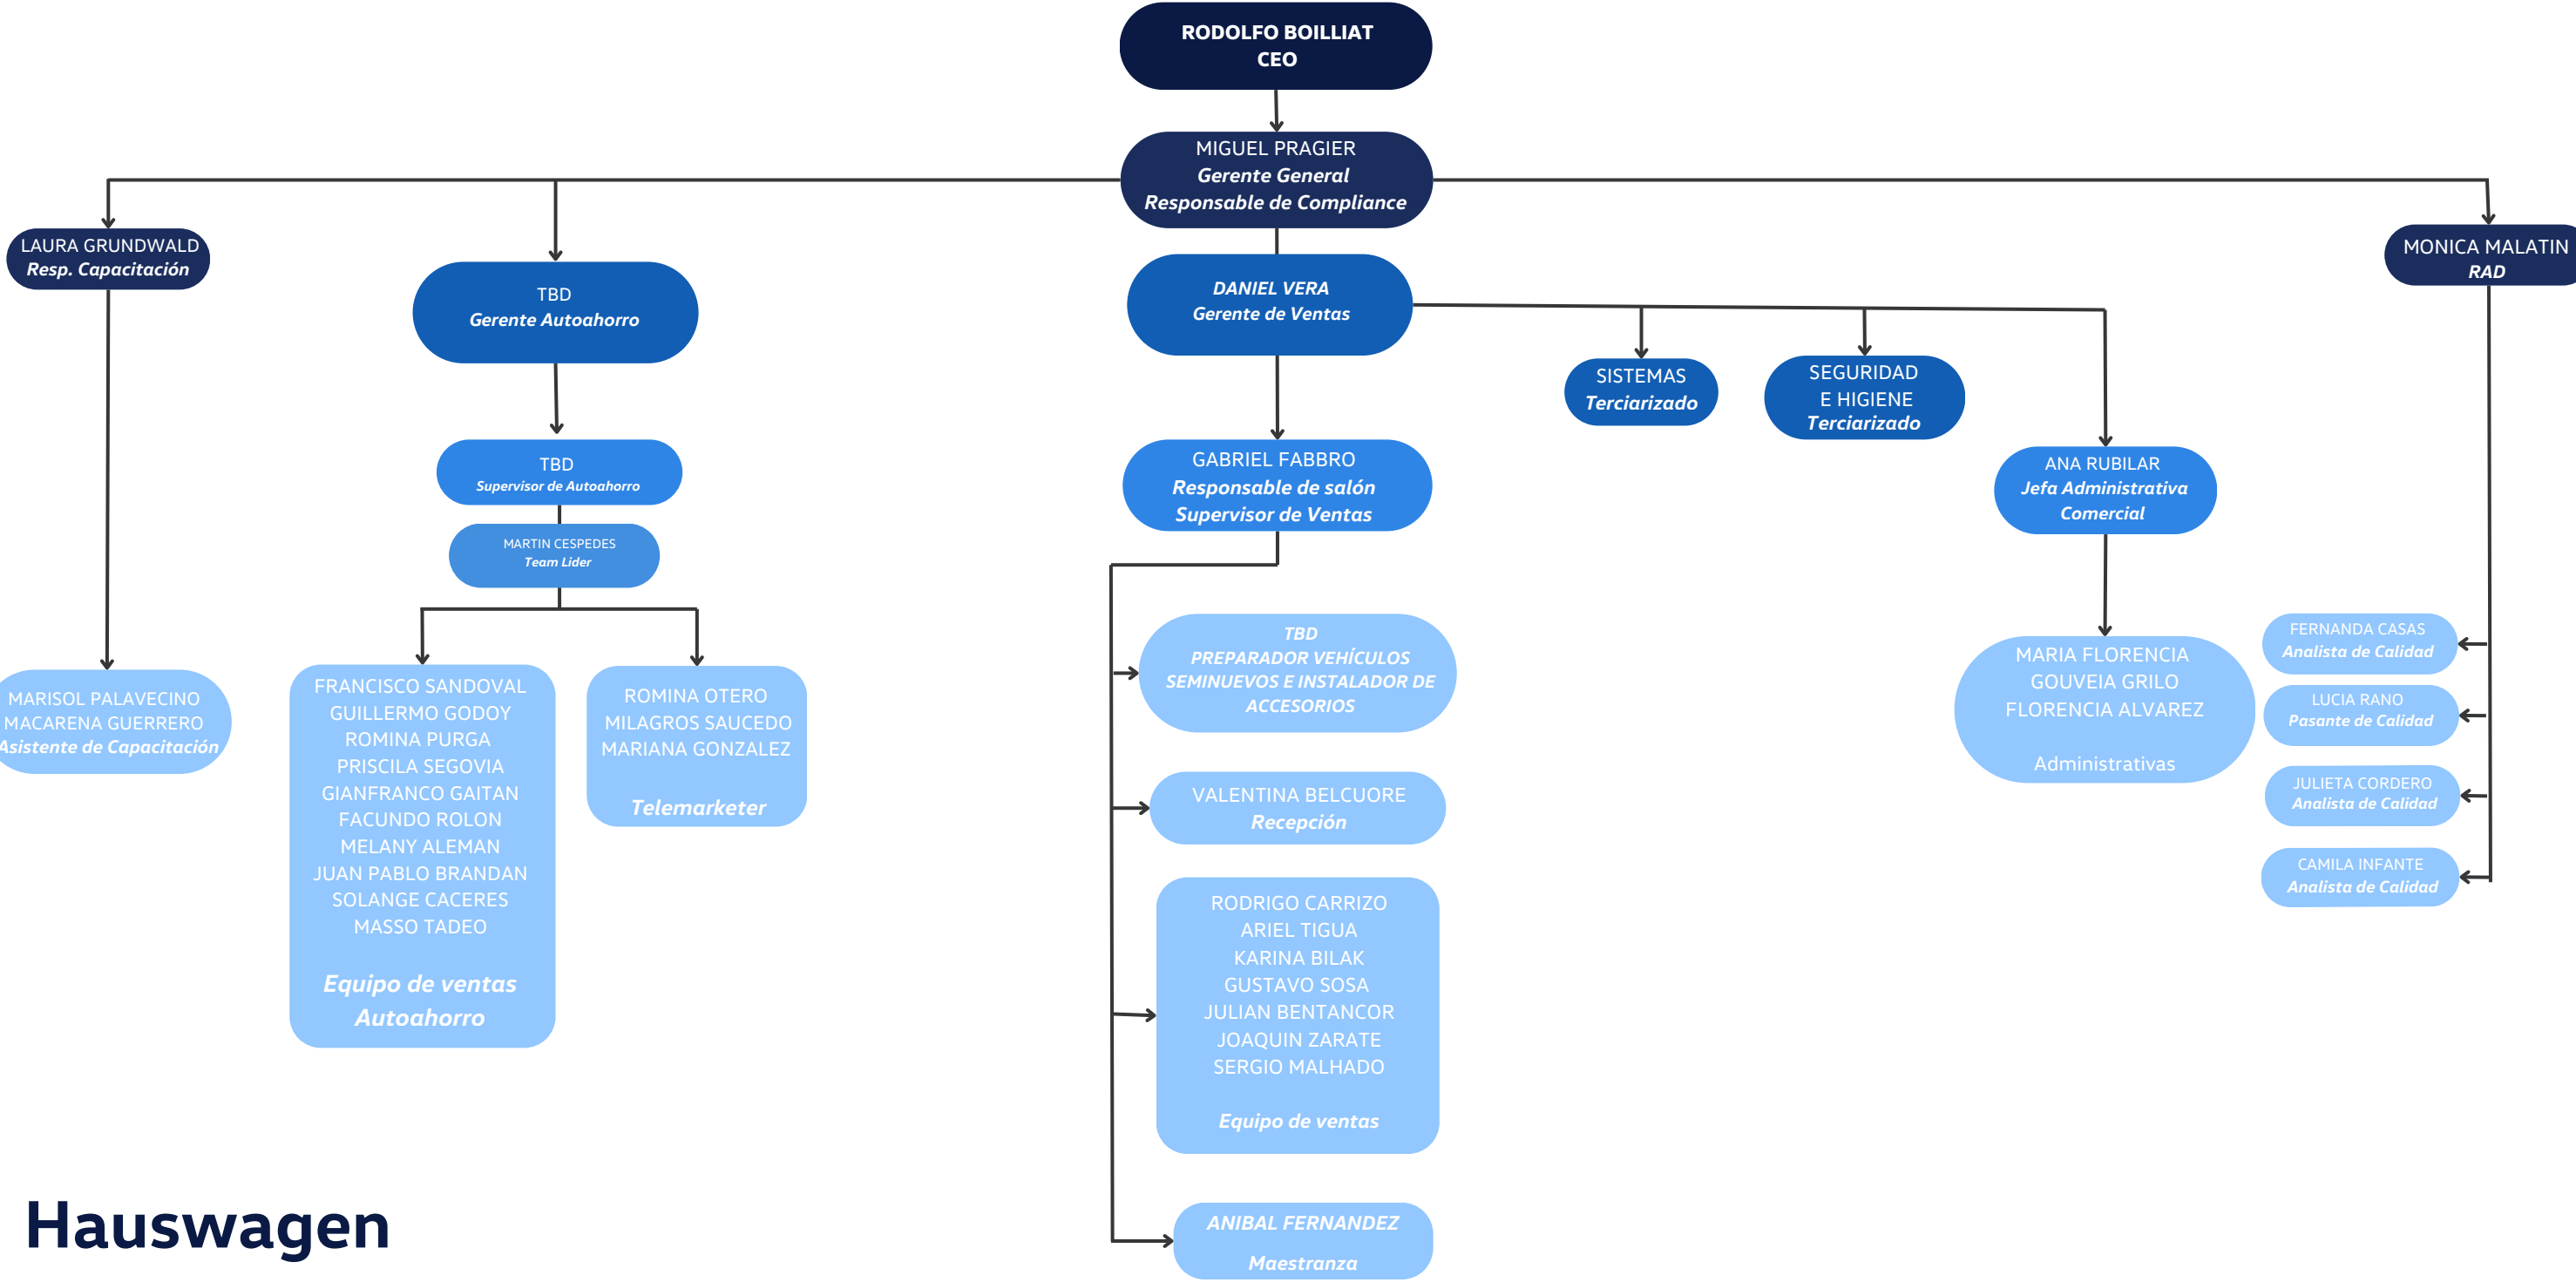 RODOLFO BOILLIAT
CEO
MIGUEL PRAGIER
Gerente General
Responsable de Compliance
LAURA GRUNDWALD
Resp. Capacitación
MARISOL PALAVECINO
MACARENA GUERRERO
Asistente de Capacitación
TBD
Gerente Autoahorro
TBD
Supervisor de Autoahorro
MARTIN CESPEDES
Team Lider
FRANCISCO SANDOVAL
GUILLERMO GODOY
ROMINA PURGA
PRISCILA SEGOVIA
GIANFRANCO GAITAN
FACUNDO ROLON
MELANY ALEMAN
JUAN PABLO BRANDAN
SOLANGE CACERES
MASSO TADEO
Equipo de ventas
Autoahorro
ROMINA OTERO
MILAGROS SAUCEDO
MARIANA GONZALEZ
Telemarketer
DANIEL VERA
Gerente de Ventas
GABRIEL FABBRO
Responsable de salón
Supervisor de Ventas
TBD
PREPARADOR VEHÍCULOS
SEMINUEVOS E INSTALADOR DE
ACCESORIOS
VALENTINA BELCUORE
Recepción
RODRIGO CARRIZO
ARIEL TIGUA
KARINA BILAK
GUSTAVO SOSA
JULIAN BENTANCOR
JOAQUIN ZARATE
SERGIO MALHADO
Equipo de ventas
ANIBAL FERNANDEZ
Maestranza
SISTEMAS
Terciarizado
SEGURIDAD
E HIGIENE
Terciarizado
ANA RUBILAR
Jefa Administrativa
Comercial
MARIA FLORENCIA
GOUVEIA GRILO
FLORENCIA ALVAREZ
Administrativas
MONICA MALATIN
RAD
FERNANDA CASAS
Analista de Calidad
LUCIA RANO
Pasante de Calidad
JULIETA CORDERO
Analista de Calidad
CAMILA INFANTE
Analista de Calidad
Hauswagen